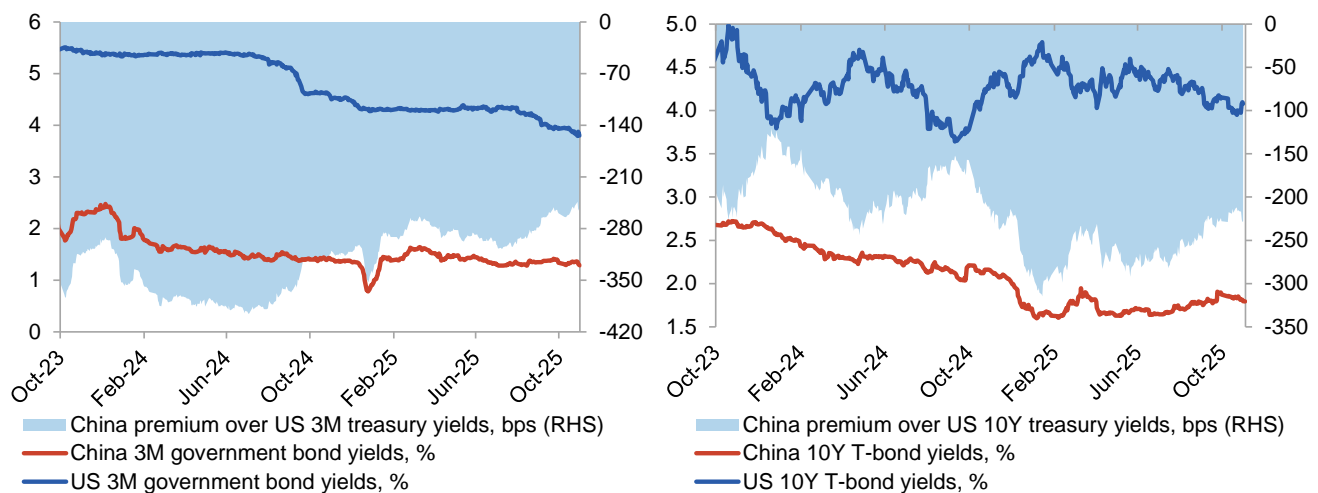 6
5
4
3
2
1
0
0
-70
-140
-210
-280
-350
-420
Oct-23
Feb-24
Jun-24
Oct-24
Feb-25
Jun-25
Oct-25
China premium over US 3M treasury yields, bps (RHS)
China 3M government bond yields, %
US 3M government bond yields, %
5.0
4.5
4.0
3.5
3.0
2.5
2.0
1.5
0
-50
-100
-150
-200
-250
-300
-350
Oct-23
Feb-24
Jun-24
Oct-24
Feb-25
Jun-25
Oct-25
China premium over US 10Y treasury yields, bps (RHS)
China 10Y T-bond yields, %
US 10Y T-bond yields, %